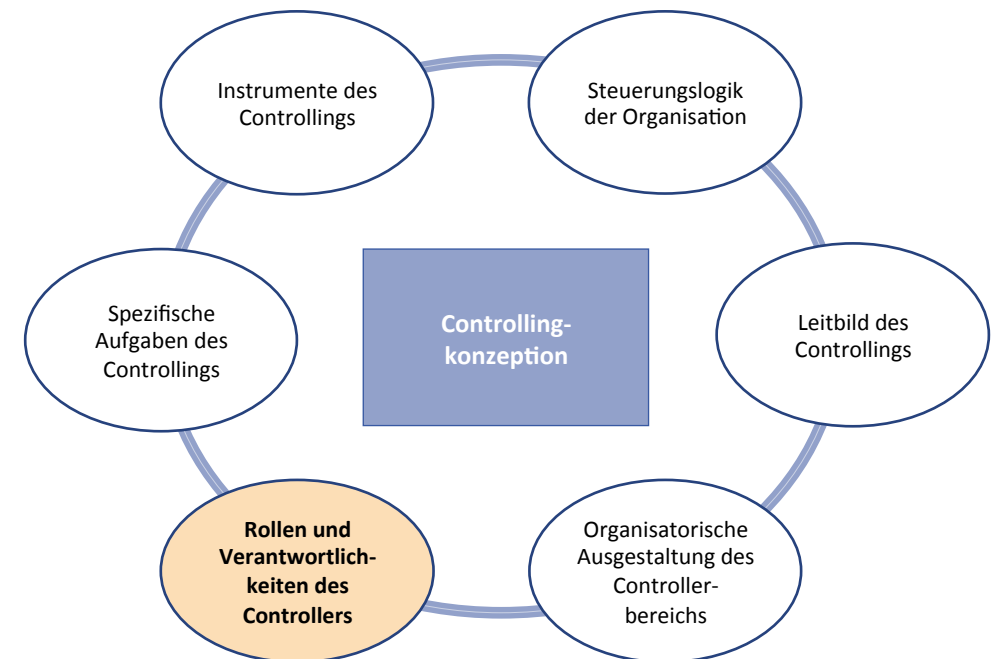 Instrumente des
Controllings
Steuerungslogik
der Organisation
Spezifische
Aufgaben des
Controllings
Controlling-
konzeption
Leitbild des
Controllings
Rollen und
Verantwortlich-
keiten des
Controllers
Organisatorische
Ausgestaltung des
Controller-
bereichs